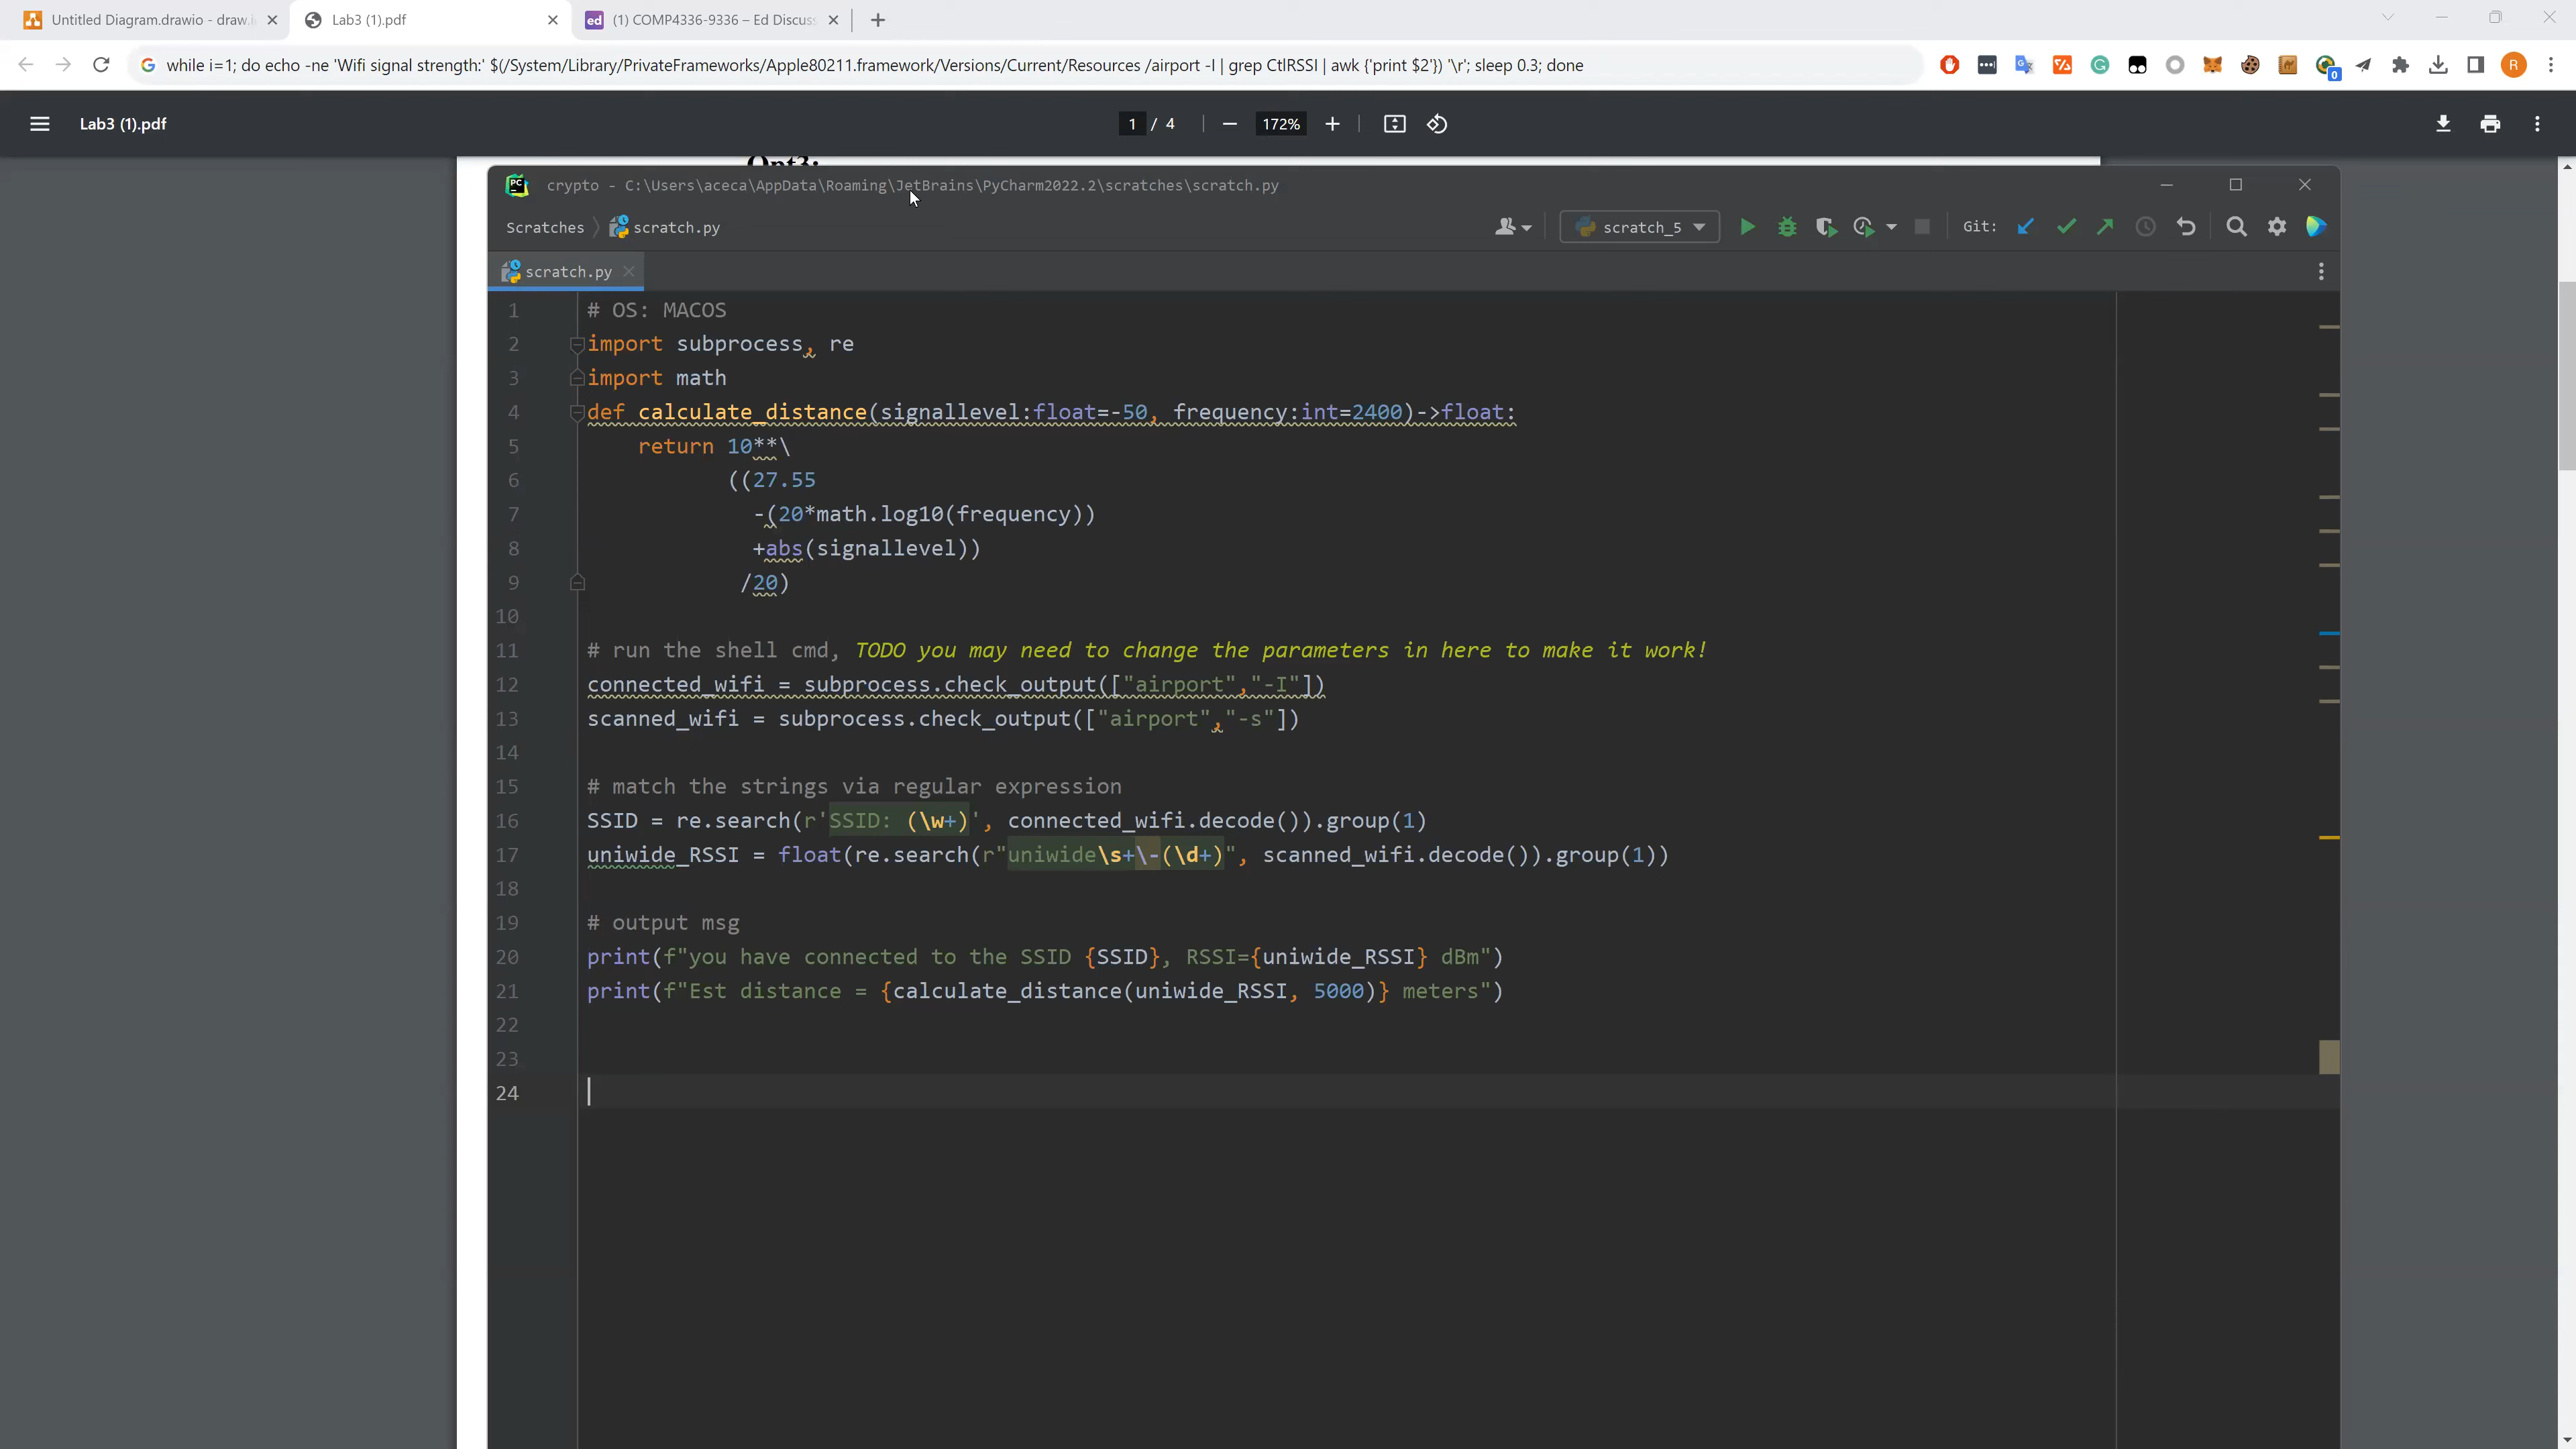 Untitled Diagram.drawio - draw.i
Lab3 (1).pdf
ed (1) COMP4336-9336 – Ed Discuss
while i=1; do echo -ne 'Wifi signal strength:' $(/System/Library/PrivateFrameworks/Apple80211.framework/Versions/Current/Resources /airport -I | grep CtlRSSI | awk {'print $2'}) '\r'; sleep 0.3; done
0
R
Lab3 (1).pdf
1 / 4
172%
Opt3:
PC
crypto - C:\Users\aceca\AppData\Roaming\JetBrains\PyCharm2022.2\scratches\scratch.py
Scratches
scratch.py
scratch_5
Git:
scratch.py
1 # OS: MACOS
2 import subprocess, re
3 import math
4 def calculate_distance(signallevel:float=-50, frequency:int=2400)->float:
5 return 10**\
6 ((27.55
7 -(20*math.log10(frequency))
8 +abs(signallevel))
9 /20)
10
11 # run the shell cmd, TODO you may need to change the parameters in here to make it work!
12 connected_wifi = subprocess.check_output(["airport","-I"])
13 scanned_wifi = subprocess.check_output(["airport","-s"])
14
15 # match the strings via regular expression
16 SSID = re.search(r'SSID: (\w+)', connected_wifi.decode()).group(1)
17 uniwide_RSSI = float(re.search(r"uniwide\s+\-(\d+)", scanned_wifi.decode()).group(1))
18
19 # output msg
20 print(f"you have connected to the SSID {SSID}, RSSI={uniwide_RSSI} dBm")
21 print(f"Est distance = {calculate_distance(uniwide_RSSI, 5000)} meters")
22
23
24